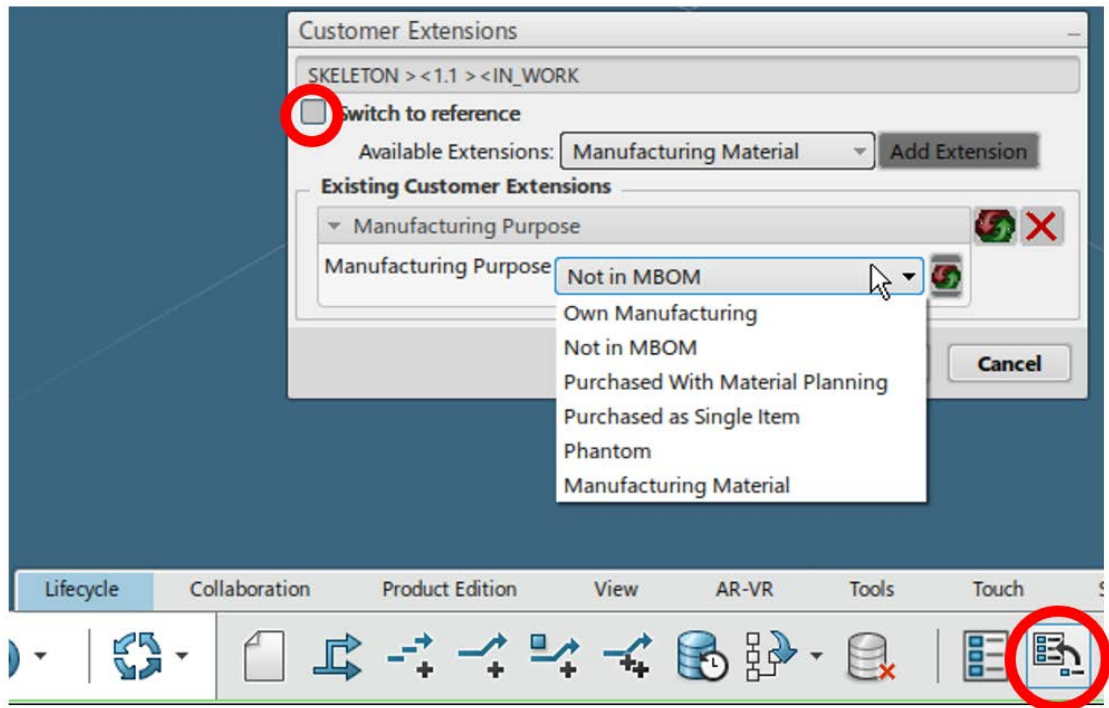 Customer Extensions
SKELETON > <1.1 > <IN_WORK
Switch to reference
Available Extensions: Manufacturing Material Add Extension
Existing Customer Extensions
Manufacturing Purpose
Manufacturing Purpose Not in MBOM
Own Manufacturing
Not in MBOM
Purchased With Material Planning
Cancel
Purchased as Single Item
Phantom
Manufacturing Material
Lifecycle Collaboration Product Edition View AR-VR Tools Touch